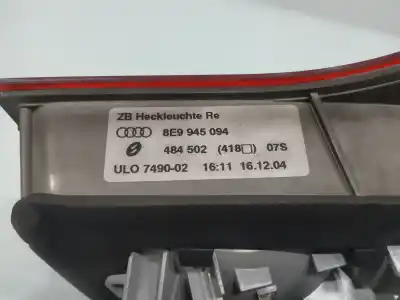 ZB Heckleuchte Re
8E9 945 094
484 502 (418□) 07S
ULO 7490-02 16:11 16.12.04